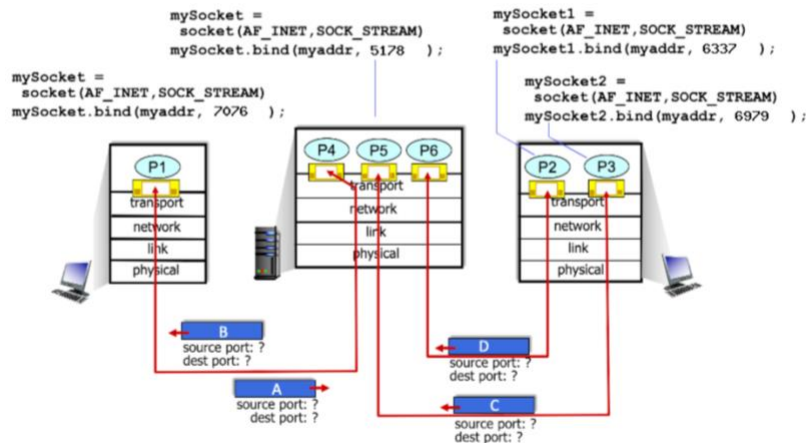 mySocket =
socket(AF_INET,SOCK_STREAM)
mySocket.bind(myaddr, 5178 );
mySocket1 =
socket(AF_INET,SOCK_STREAM)
mySocket1.bind(myaddr, 6337 );
mySocket =
socket(AF_INET,SOCK_STREAM)
mySocket.bind(myaddr, 7076 );
mySocket2 =
socket(AF_INET,SOCK_STREAM)
mySocket2.bind(myaddr, 6979 );
P1
transport
network
link
physical
P4 P5 P6
transport
network
link
physical
P2 P3
transport
network
link
physical
B
source port: ?
dest port: ?
A
source port: ?
dest port: ?
D
source port: ?
dest port: ?
C
source port: ?
dest port: ?